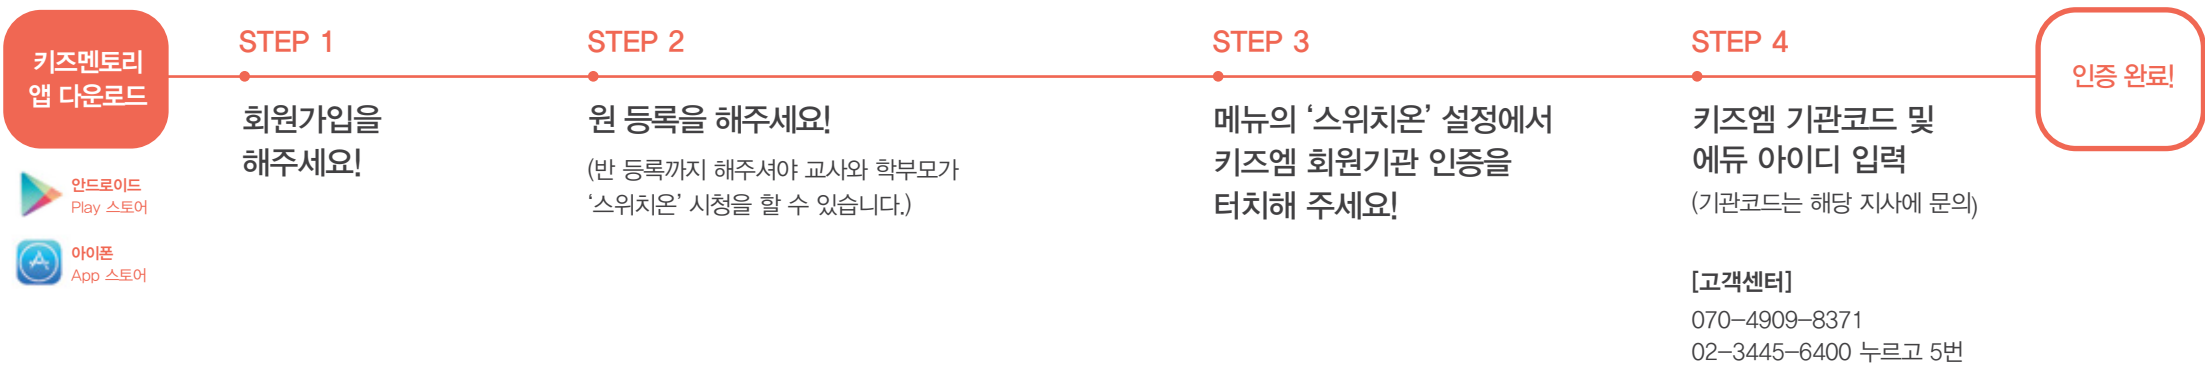 키즈멘토리
앱 다운로드
안드로이드
Play 스토어
아이폰
App 스토어
STEP 1
회원가입을
해주세요!
STEP 2
원 등록을 해주세요!
(반 등록까지 해주셔야 교사와 학부모가
‘스위치온’ 시청을 할 수 있습니다.)
STEP 3
메뉴의 ‘스위치온’ 설정에서
키즈엠 회원기관 인증을
터치해 주세요!
STEP 4
키즈엠 기관코드 및
에듀 아이디 입력
(기관코드는 해당 지사에 문의)
[고객센터]
070-4909-8371
02-3445-6400 누르고 5번
인증 완료!